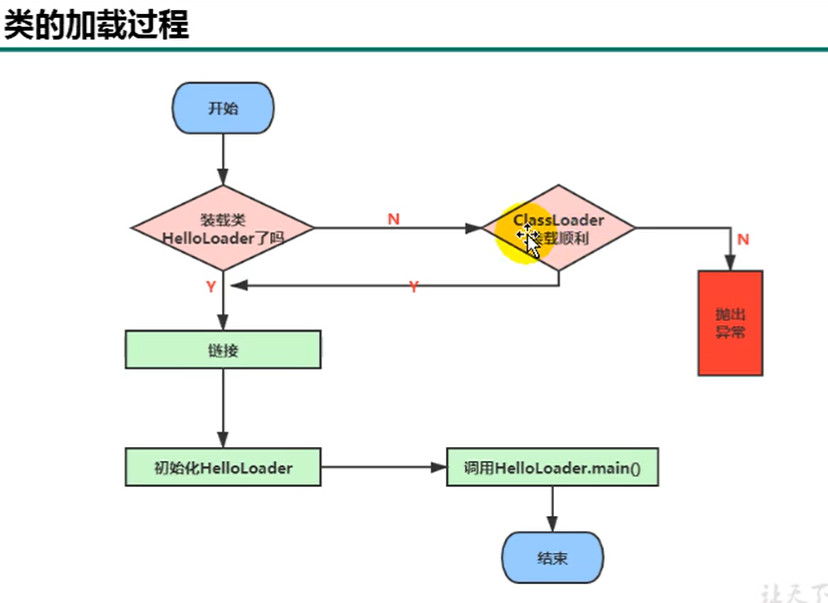 类的加载过程
开始
装载类
HelloLoader了吗
N
ClassLoader
载顺利
N
Y
Y
抛出
异常
链接
初始化HelloLoader
调用HelloLoader.main()
结束
让天下